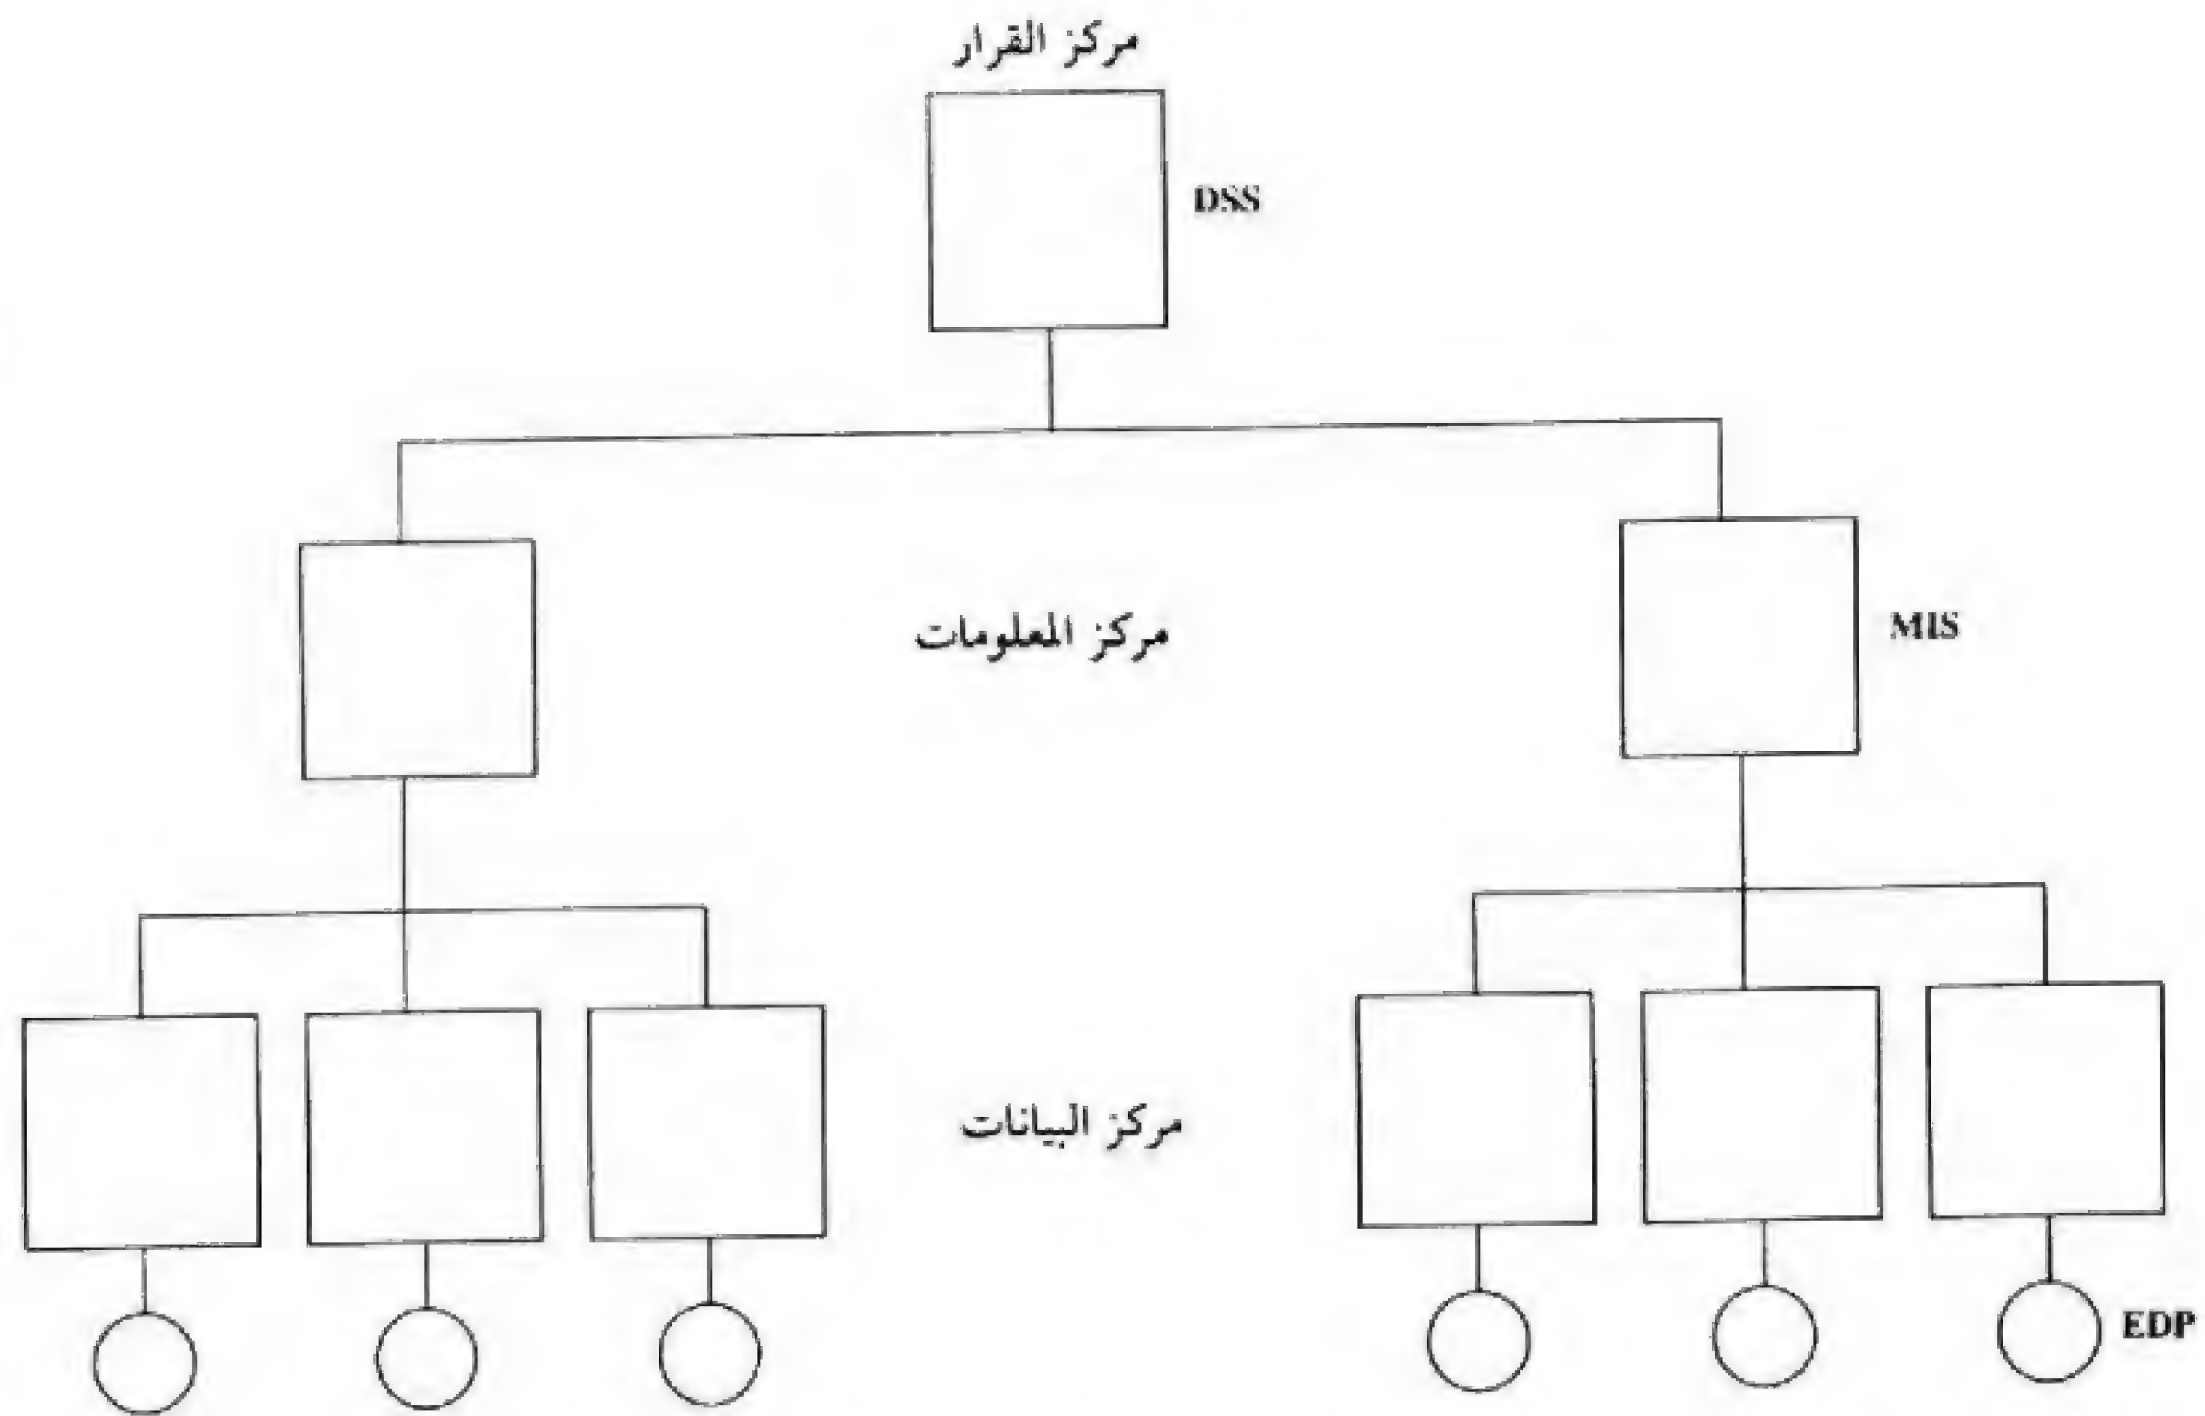 مركز القرار
DSS
مركز المعلومات
MIS
مركز البيانات
EDP